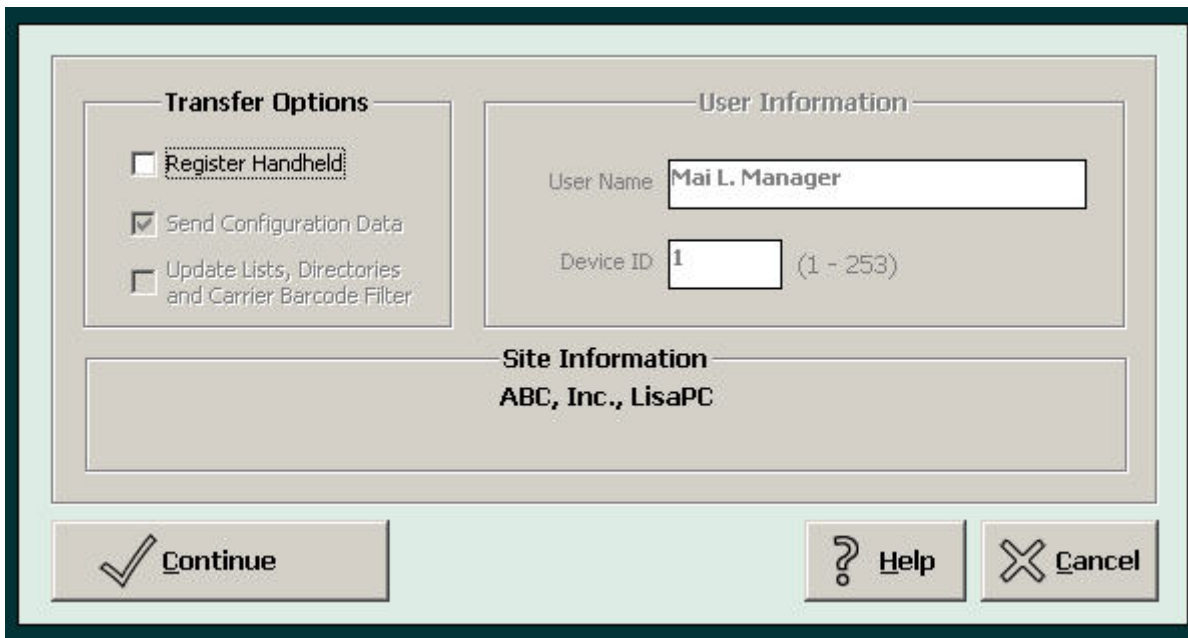 Transfer Options
Register Handheld
Send Configuration Data
Update Lists, Directories
and Carrier Barcode Filter
User Information
User Name Mai L. Manager
Device ID 1 (1 - 253)
Site Information
ABC, Inc., LisaPC
Continue
Help
Cancel